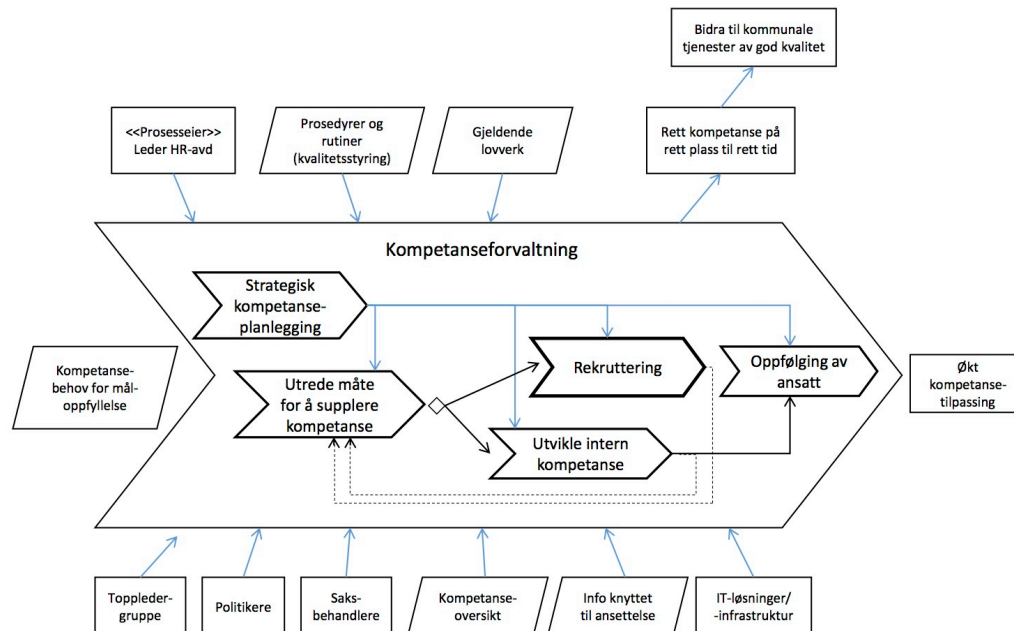 Bidra til kommunale
tjenester av god kvalitet
<<Prosesseier>>
Leder HR-avd
Prosedyrer og
rutiner
(kvalitetsstyring)
Gjeldende
lovverk
Rett kompetanse på
rett plass til rett tid
Kompetanseforvaltning
Strategisk
kompetanse-
planlegging
Kompetanse-
behov for mål-
oppfyllelse
Utrede måte
for å supplere
kompetanse
Rekruttering
Oppfølging av
ansatt
Økt
kompetanse-
tilpassing
Utvikle intern
kompetanse
Toppleder-
gruppe
Politikere
Saks-
behandlere
Kompetanse-
oversikt
Info knyttet
til ansettelse
IT-løsninger/
-infrastruktur